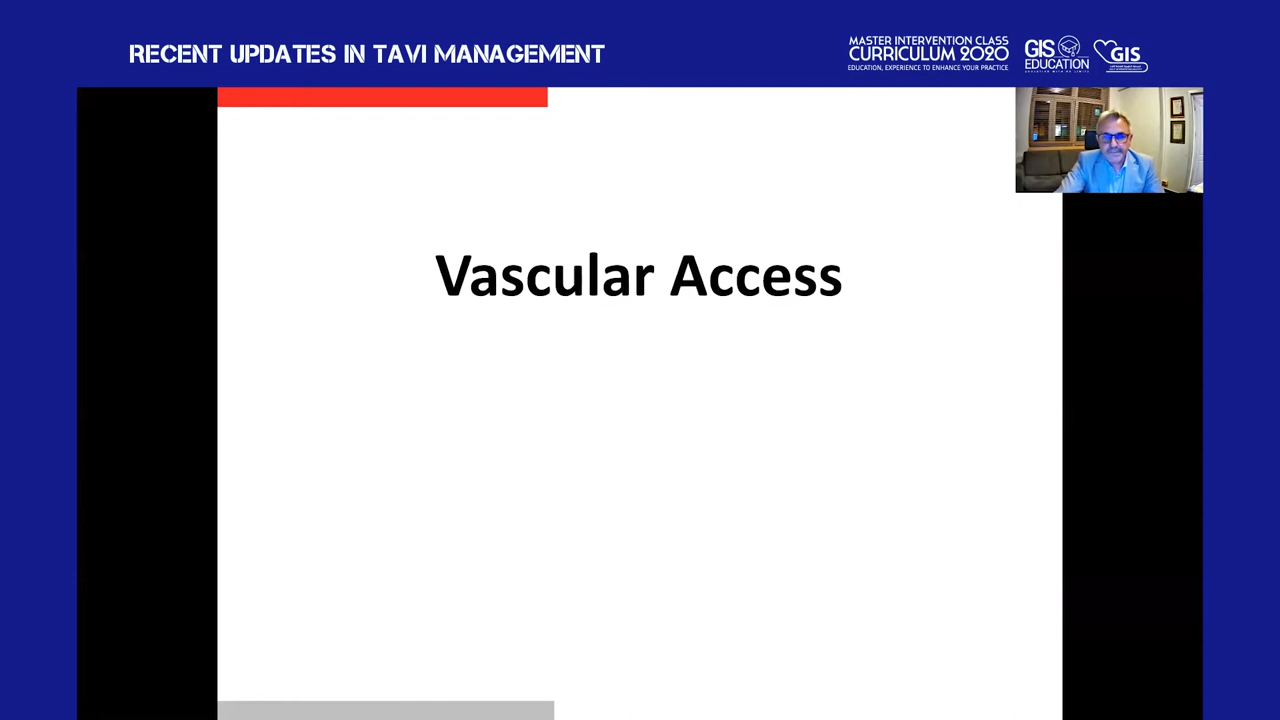 RECENT UPDATES IN TAVI MANAGEMENT
MASTER INTERVENTION CLASS
CURRICULUM 2020
EDUCATION, EXPERIENCE TO ENHANCE YOUR PRACTICE
GIS
EDUCATION
GIS
Vascular Access